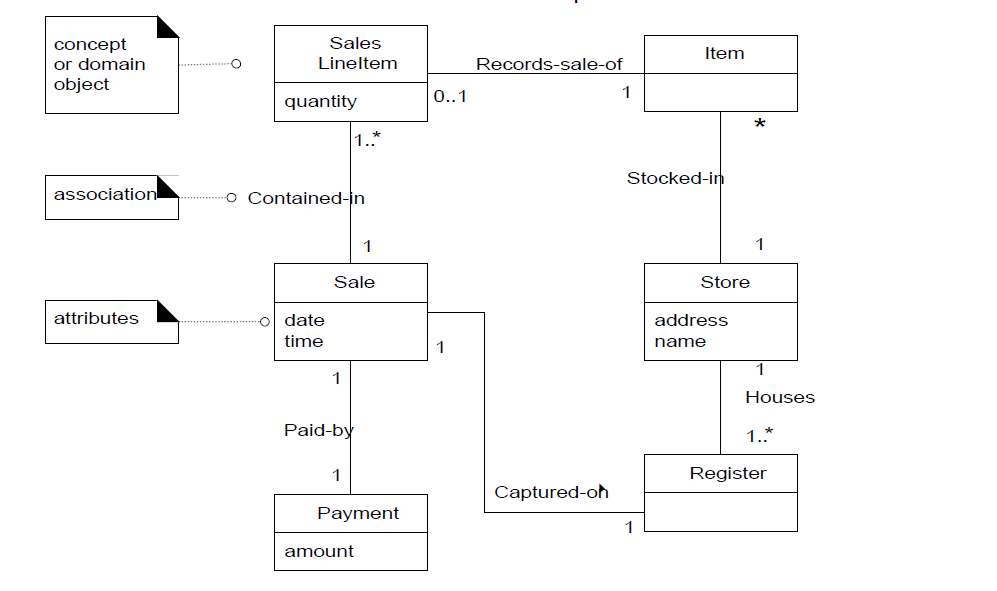 concept
or domain
object
Sales
LineItem
quantity
Records-sale-of
0..1
1
Item
*
1..*
association
Contained-in
1
Stocked-in
1
attributes
Sale
date
time
1
Store
address
name
1
Houses
1..*
1
Paid-by
1
Payment
amount
Captured-on
1
Register